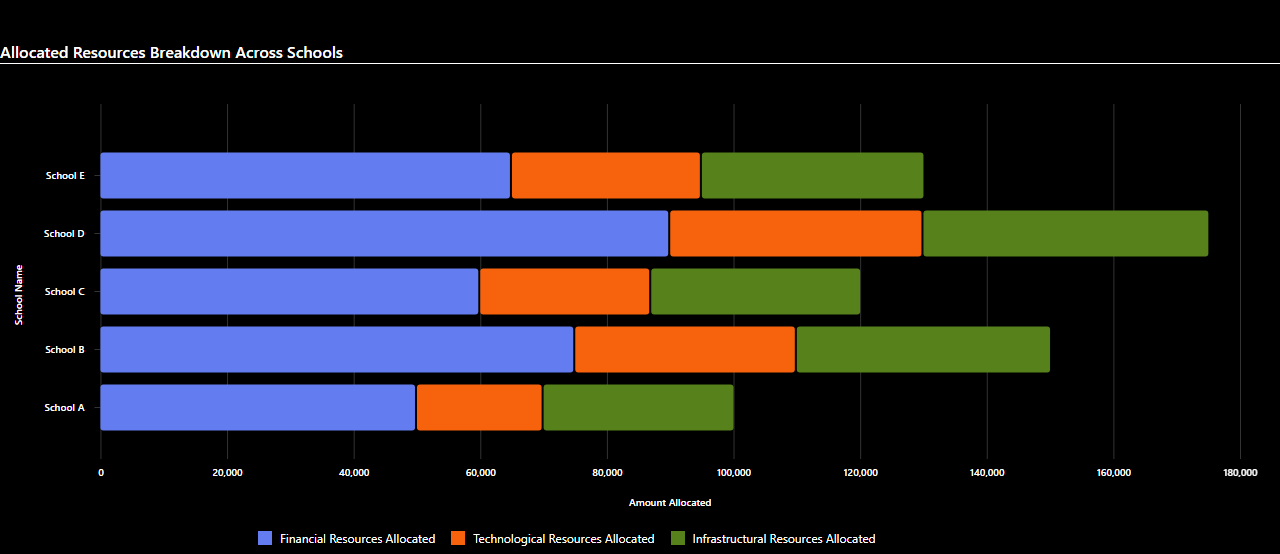 Allocated Resources Breakdown Across Schools
School E
School D
School C
School B
School A
School Name
0 20,000 40,000 60,000 80,000 100,000 120,000 140,000 160,000 180,000
Amount Allocated
Financial Resources Allocated Technological Resources Allocated Infrastructural Resources Allocated